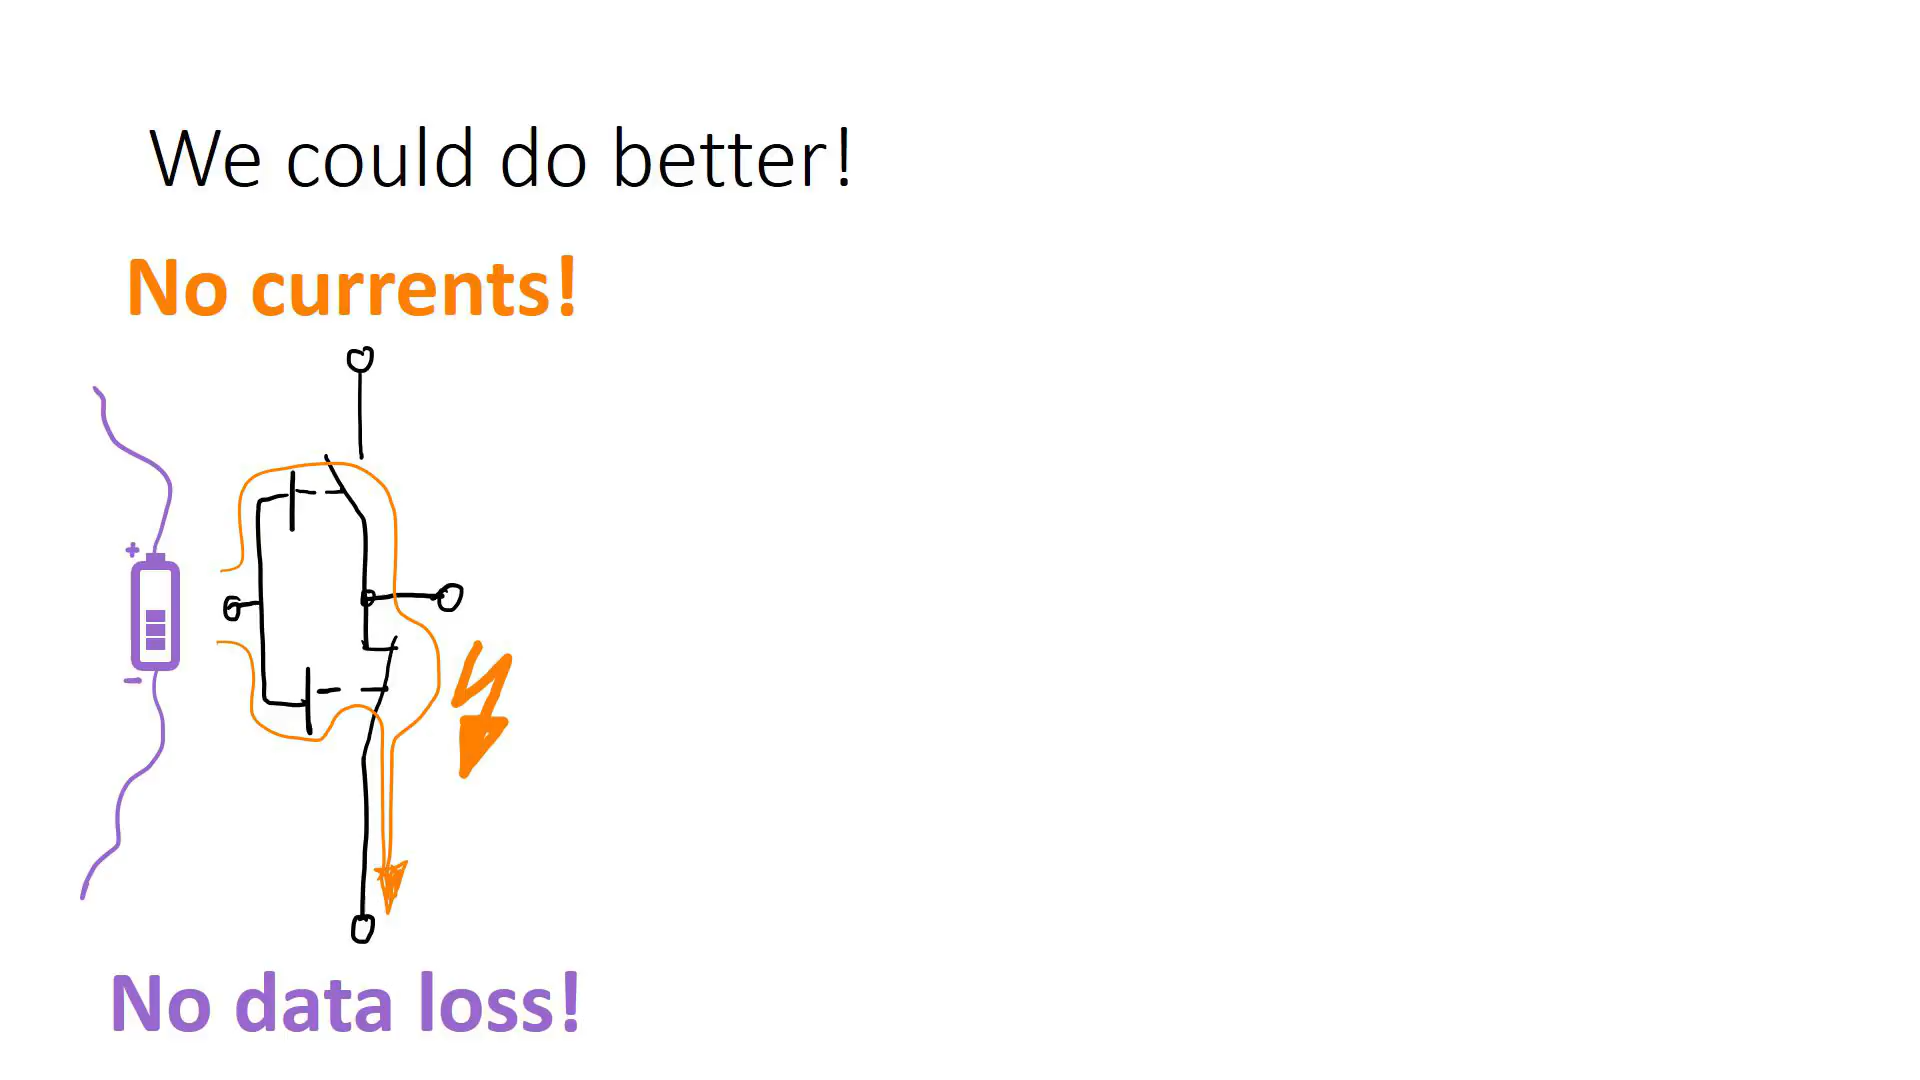 We could do better!
No currents!
+
-
No data loss!